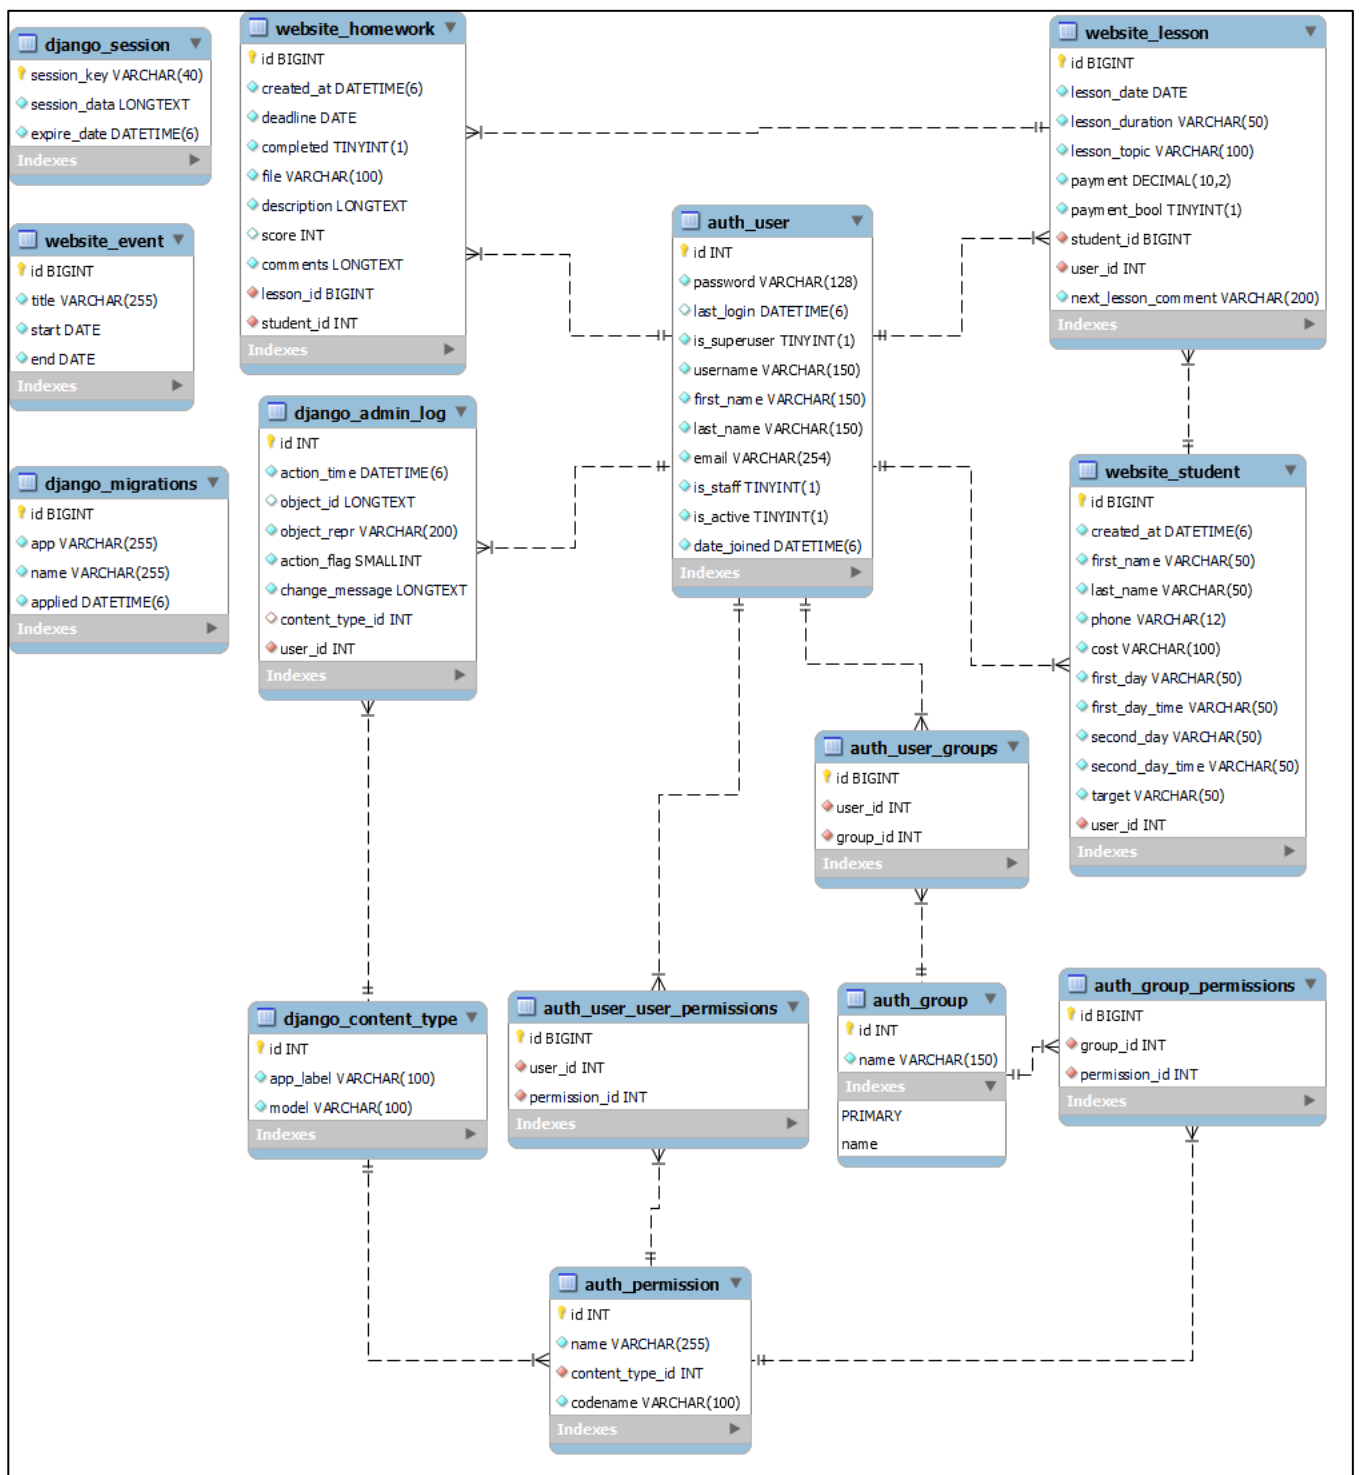 django_session
session_key VARCHAR(40)
session_data LONGTEXT
expire_date DATETIME(6)
Indexes
website_event
id BIGINT
title VARCHAR(255)
start DATE
end DATE
Indexes
django_migrations
id BIGINT
app VARCHAR(255)
name VARCHAR(255)
applied DATETIME(6)
Indexes
website_homework
id BIGINT
created_at DATETIME(6)
deadline DATE
completed TINYINT(1)
file VARCHAR(100)
description LONGTEXT
score INT
comments LONGTEXT
lesson_id BIGINT
student_id INT
Indexes
django_admin_log
id INT
action_time DATETIME(6)
object_id LONGTEXT
object_repr VARCHAR(200)
action_flag SMALLINT
change_message LONGTEXT
content_type_id INT
user_id INT
Indexes
auth_user
id INT
password VARCHAR(128)
last_login DATETIME(6)
is_superuser TINYINT(1)
username VARCHAR(150)
first_name VARCHAR(150)
last_name VARCHAR(150)
email VARCHAR(254)
is_staff TINYINT(1)
is_active TINYINT(1)
date_joined DATETIME(6)
Indexes
website_lesson
id BIGINT
lesson_date DATE
lesson_duration VARCHAR(50)
lesson_topic VARCHAR(100)
payment DECIMAL(10,2)
payment_bool TINYINT(1)
student_id BIGINT
user_id INT
next_lesson_comment VARCHAR(200)
Indexes
website_student
id BIGINT
created_at DATETIME(6)
first_name VARCHAR(50)
last_name VARCHAR(50)
phone VARCHAR(12)
cost VARCHAR(100)
first_day VARCHAR(50)
first_day_time VARCHAR(50)
second_day VARCHAR(50)
second_day_time VARCHAR(50)
target VARCHAR(50)
user_id INT
Indexes
auth_user_groups
id BIGINT
user_id INT
group_id INT
Indexes
django_content_type
id INT
app_label VARCHAR(100)
model VARCHAR(100)
Indexes
auth_user_user_permissions
id BIGINT
user_id INT
permission_id INT
Indexes
auth_group
id INT
name VARCHAR(150)
Indexes
PRIMARY
name
auth_group_permissions
id BIGINT
group_id INT
permission_id INT
Indexes
auth_permission
id INT
name VARCHAR(255)
content_type_id INT
codename VARCHAR(100)
Indexes